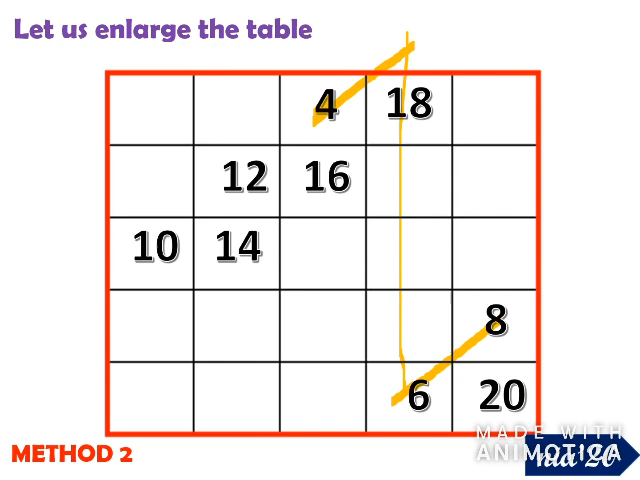 Let us enlarge the table
4 18
12 16
10 14
8
6 20
MADE WITH
ANIMOTICA
METHOD 2
20